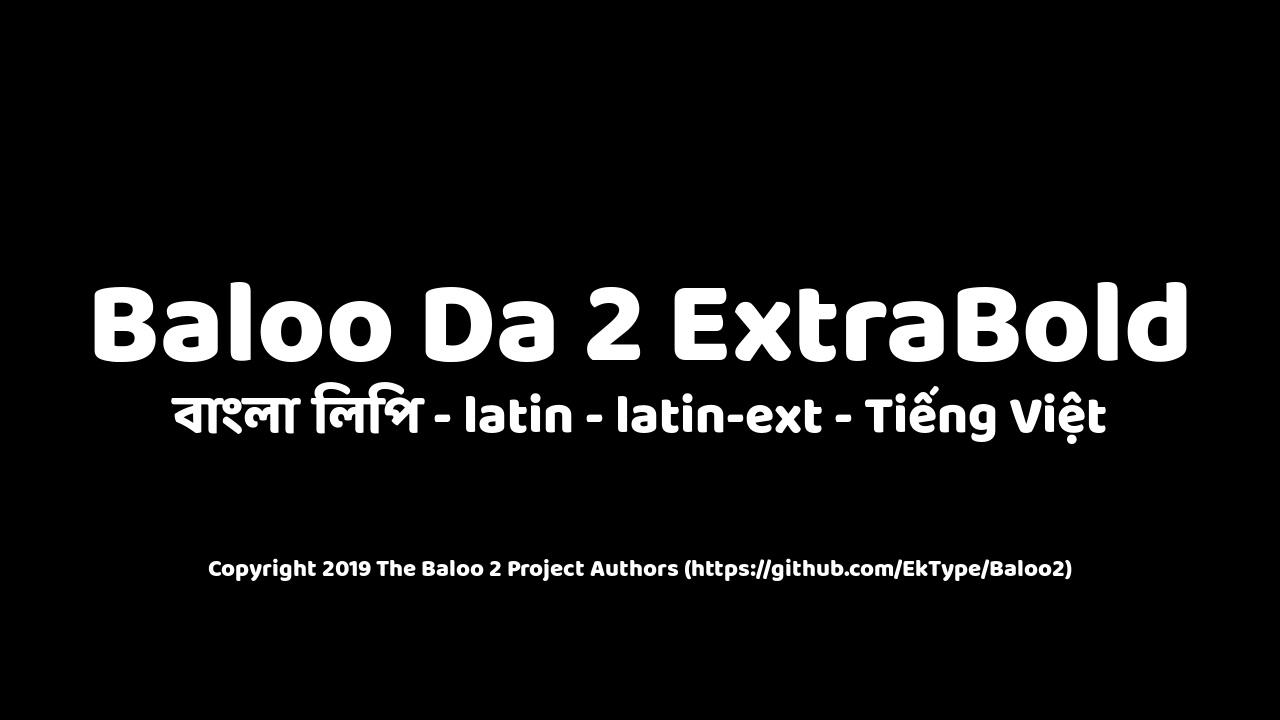 Baloo Da 2 ExtraBold
বাংলা লিপি - latin - latin-ext - Tiếng Việt
Copyright 2019 The Baloo 2 Project Authors (https://github.com/EkType/Baloo2)